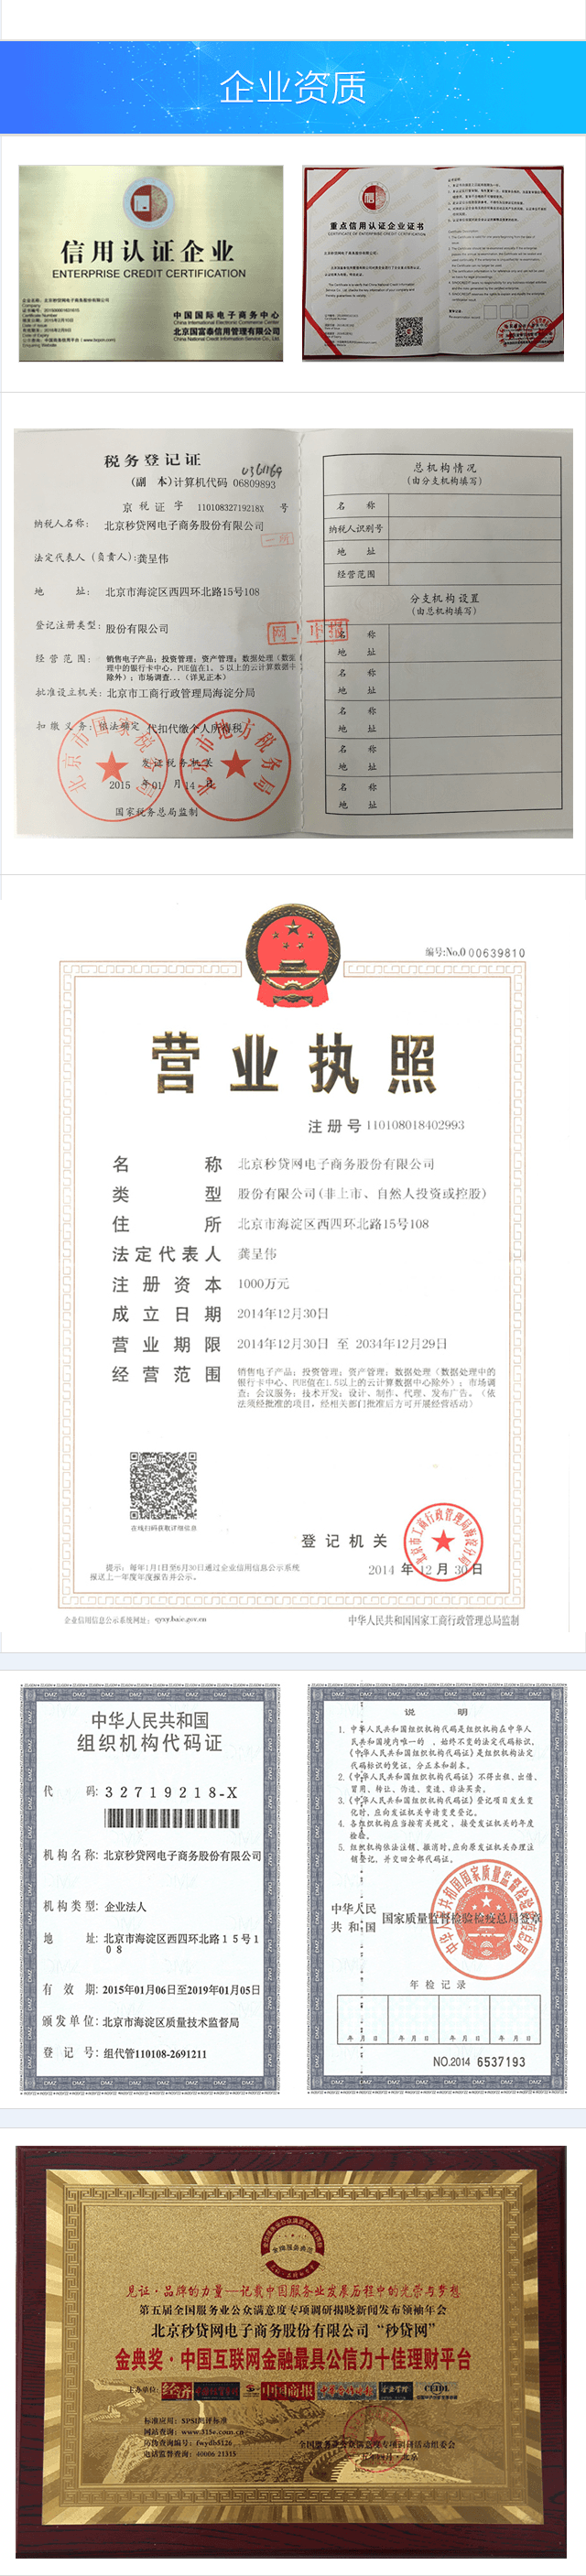 企业资质
信用认证企业
ENTERPRISE CREDIT CERTIFICATION
中国国际电子商务中心
China International Electronic Commerce Center
北京国富泰信用管理有限公司
China National Credit Information Service Co., Ltd.
重点信用认证企业证书
CERTIFICATE OF ENTERPRISE CREDIT CERTIFICATION
税务登记证
(副 本)计算机代码 06809893
京 税 证 字 11010832719218X 号
纳税人名称: 北京秒贷网电子商务股份有限公司
法定代表人(负责人):龚呈伟
地 址: 北京市海淀区西四环北路15号108
登记注册类型: 股份有限公司
经营范围: 销售电子产品;投资管理;资产管理;数据处理(数据
理中的银行卡中心、PUE值在1.5以上的云计算数据中
除外);市场调查...(详见正本)
批准设立机关: 北京市工商行政管理局海淀分局
扣缴义务: 依法确定 代扣代缴个人所得税
发证税务机关
2015 年 01 月 14 日
国家税务总局监制
总机构情况
(由分支机构填写)
名 称
纳税人识别号
地 址
经营范围
分支机构设置
(由总机构填写)
名 称
地 址
名 称
地 址
名 称
地 址
名 称
地 址
名 称
地 址
编号:No.0 00639810
营业执照
注册号 110108018402993
名 称 北京秒贷网电子商务股份有限公司
类 型 股份有限公司(非上市、自然人投资或控股)
住 所 北京市海淀区西四环北路15号108
法定代表人 龚呈伟
注册资本 1000万元
成立日期 2014年12月30日
营业期限 2014年12月30日 至 2034年12月29日
经营范围 销售电子产品;投资管理;资产管理;数据处理(数据处理中的
银行卡中心、PUE值在1.5以上的云计算数据中心除外);市场调
查;会议服务;技术开发;设计、制作、代理、发布广告。(依
法须经批准的项目,经相关部门批准后方可开展经营活动)
在线扫码获取详细信息
登记机关
2014 年 12 月 30 日
提示:每年1月1日至6月30日通过企业信用信息公示系统
报送上一年度年度报告并公示。
企业信用信息公示系统网址: qyxy.baic.gov.cn
中华人民共和国国家工商行政管理总局监制
中华人民共和国
组织机构代码证
代 码: 32719218-X
机构名称: 北京秒贷网电子商务股份有限公司
机构类型: 企业法人
地 址: 北京市海淀区西四环北路15号1
08
有 效 期: 2015年01月06日至2019年01月05日
颁发单位: 北京市海淀区质量技术监督局
登 记 号: 组代管110108-2691211
说 明
1. 中华人民共和国组织机构代码是组织机构在中华人
民共和国境内唯一的、始终不变的法定代码标识,
《中华人民共和国组织机构代码证》是组织机构法定
代码标识的凭证,分正本和副本。
2.《中华人民共和国组织机构代码证》不得出租、出借、
冒用、转让、伪造、变造、非法买卖。
3.《中华人民共和国组织机构代码证》登记项目发生变
化时,应向发证机关申请变更登记。
4. 各组织机构应当按有关规定,接受发证机关的年度
检验。
5. 组织机构依法注销、撤消时,应向原发证机关办理注
销登记,并交回全部代码证。
中华人民
共和国 国家质量监督检验检疫总局签章
年检记录
年 月 日 年 月 日 年 月 日 年 月 日
NO.2014 6537193
见证·品牌的力量—记载中国服务业发展历程中的光荣与梦想
第五届全国服务业公众满意度专项调研揭晓新闻发布领袖年会
北京秒贷网电子商务股份有限公司“秒贷网”
金典奖·中国互联网金融最具公信力十佳理财平台
主办单位:
中国商报
标准应用: SPSI测评标准
网站查询: www.315e.com.cn
防伪查询编号: fwydb5126
电话监督查询: 40006 21315
全国服务业公众满意度专项调研活动组委会